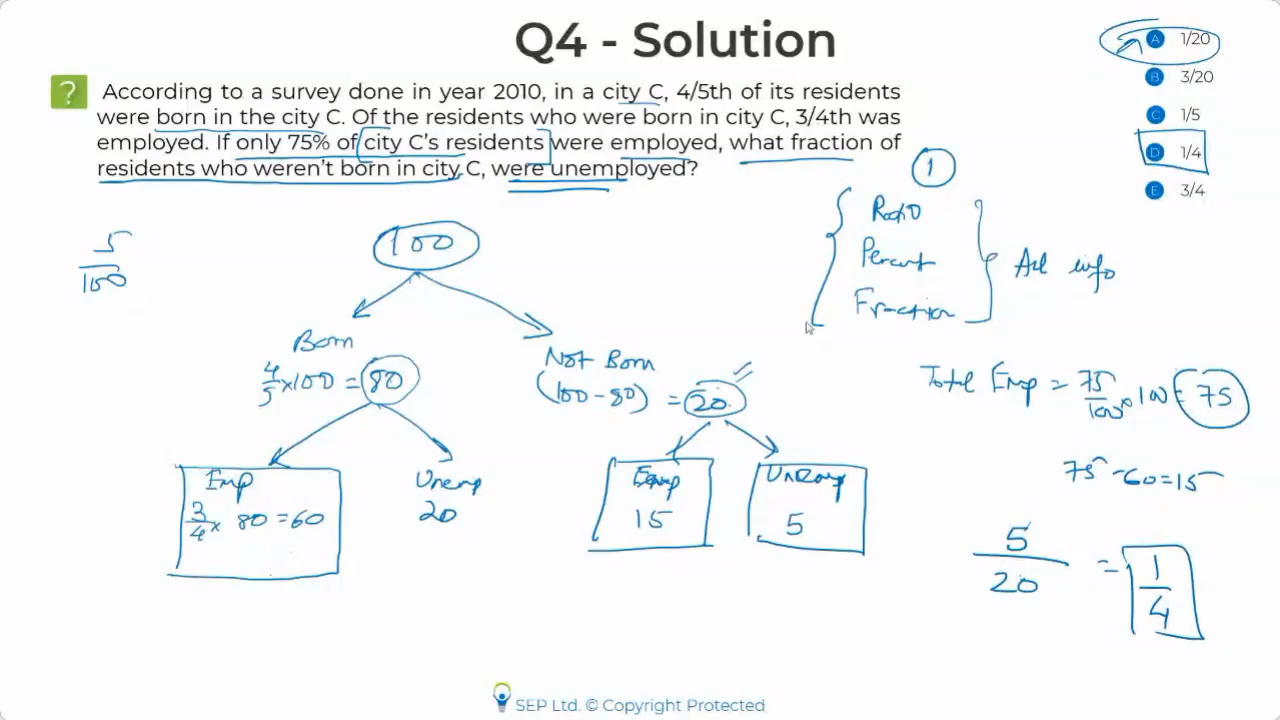 Q4 - Solution
A 1/20
B 3/20
C 1/5
D 1/4
E 3/4
? According to a survey done in year 2010, in a city C, 4/5th of its residents
were born in the city C. Of the residents who were born in city C, 3/4th was
employed. If only 75% of city C's residents were employed, what fraction of
residents who weren't born in city C, were unemployed?
1
Ratio
Percent
Fraction
All info
5/100
100
Born
4/5 × 100 = 80
Not Born
(100 - 80) = 20
Emp
3/4 × 80 = 60
Unemp
20
Emp
15
Unemp
5
Total Emp = 75/100 × 100 = 75
75 - 60 = 15
5/20 = 1/4
SEP Ltd. © Copyright Protected